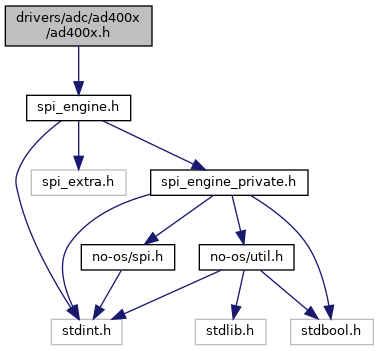 drivers/adc/ad400x
/ad400x.h
spi_engine.h
spi_extra.h
spi_engine_private.h
no-os/spi.h
no-os/util.h
stdint.h
stdlib.h
stdbool.h